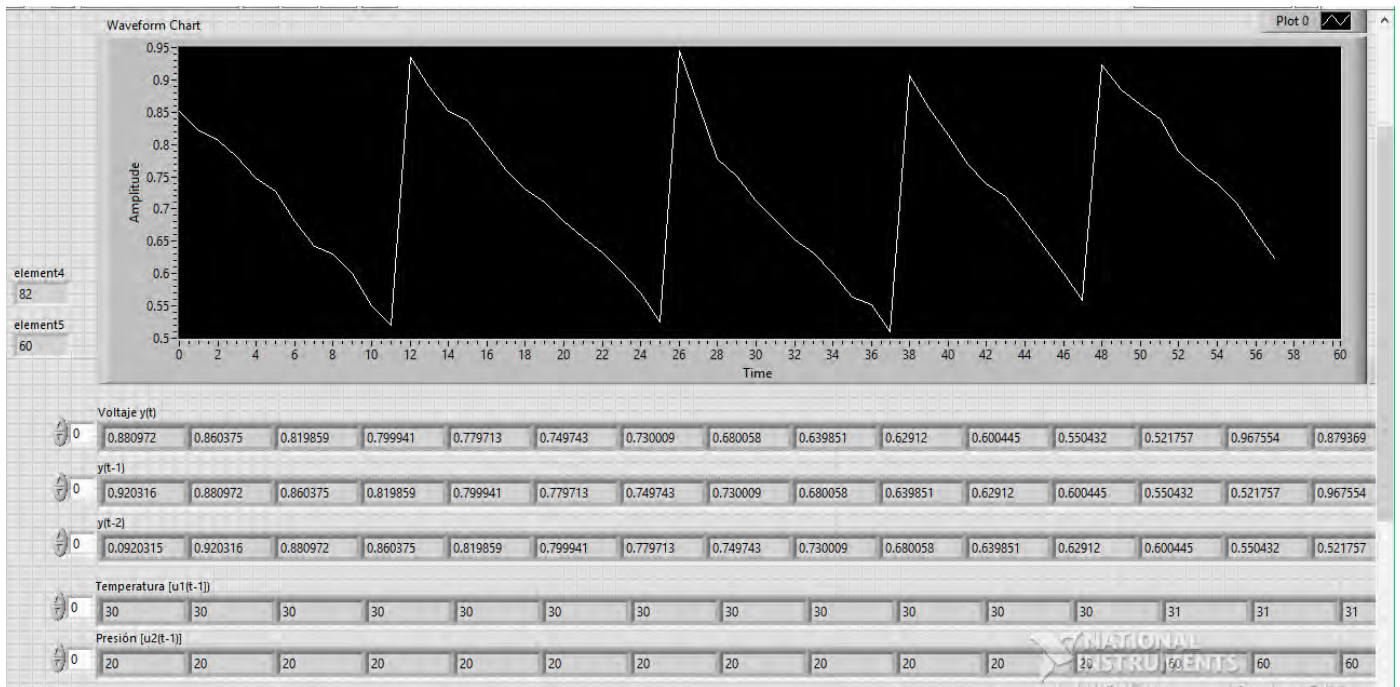 Waveform Chart
Plot 0
0.95
0.9
0.85
0.8
0.75
0.7
0.65
0.6
0.55
0.5
Amplitude
0 2 4 6 8 10 12 14 16 18 20 22 24 26 28 30 32 34 36 38 40 42 44 46 48 50 52 54 56 58 60
Time
element4
82
element5
60
Voltaje y(t)
0 0.880972 0.860375 0.819859 0.799941 0.779713 0.749743 0.730009 0.680058 0.639851 0.62912 0.600445 0.550432 0.521757 0.967554 0.879369
y(t-1)
0 0.920316 0.880972 0.860375 0.819859 0.799941 0.779713 0.749743 0.730009 0.680058 0.639851 0.62912 0.600445 0.550432 0.521757 0.967554
y(t-2)
0 0.0920315 0.920316 0.880972 0.860375 0.819859 0.799941 0.779713 0.749743 0.730009 0.680058 0.639851 0.62912 0.600445 0.550432 0.521757
Temperatura [u1(t-1])
0 30 30 30 30 30 30 30 30 30 30 30 30 31 31 31
Presión [u2(t-1)]
0 20 20 20 20 20 20 20 20 20 20 20 20 60 60 60
NATIONAL
INSTRUMENTS